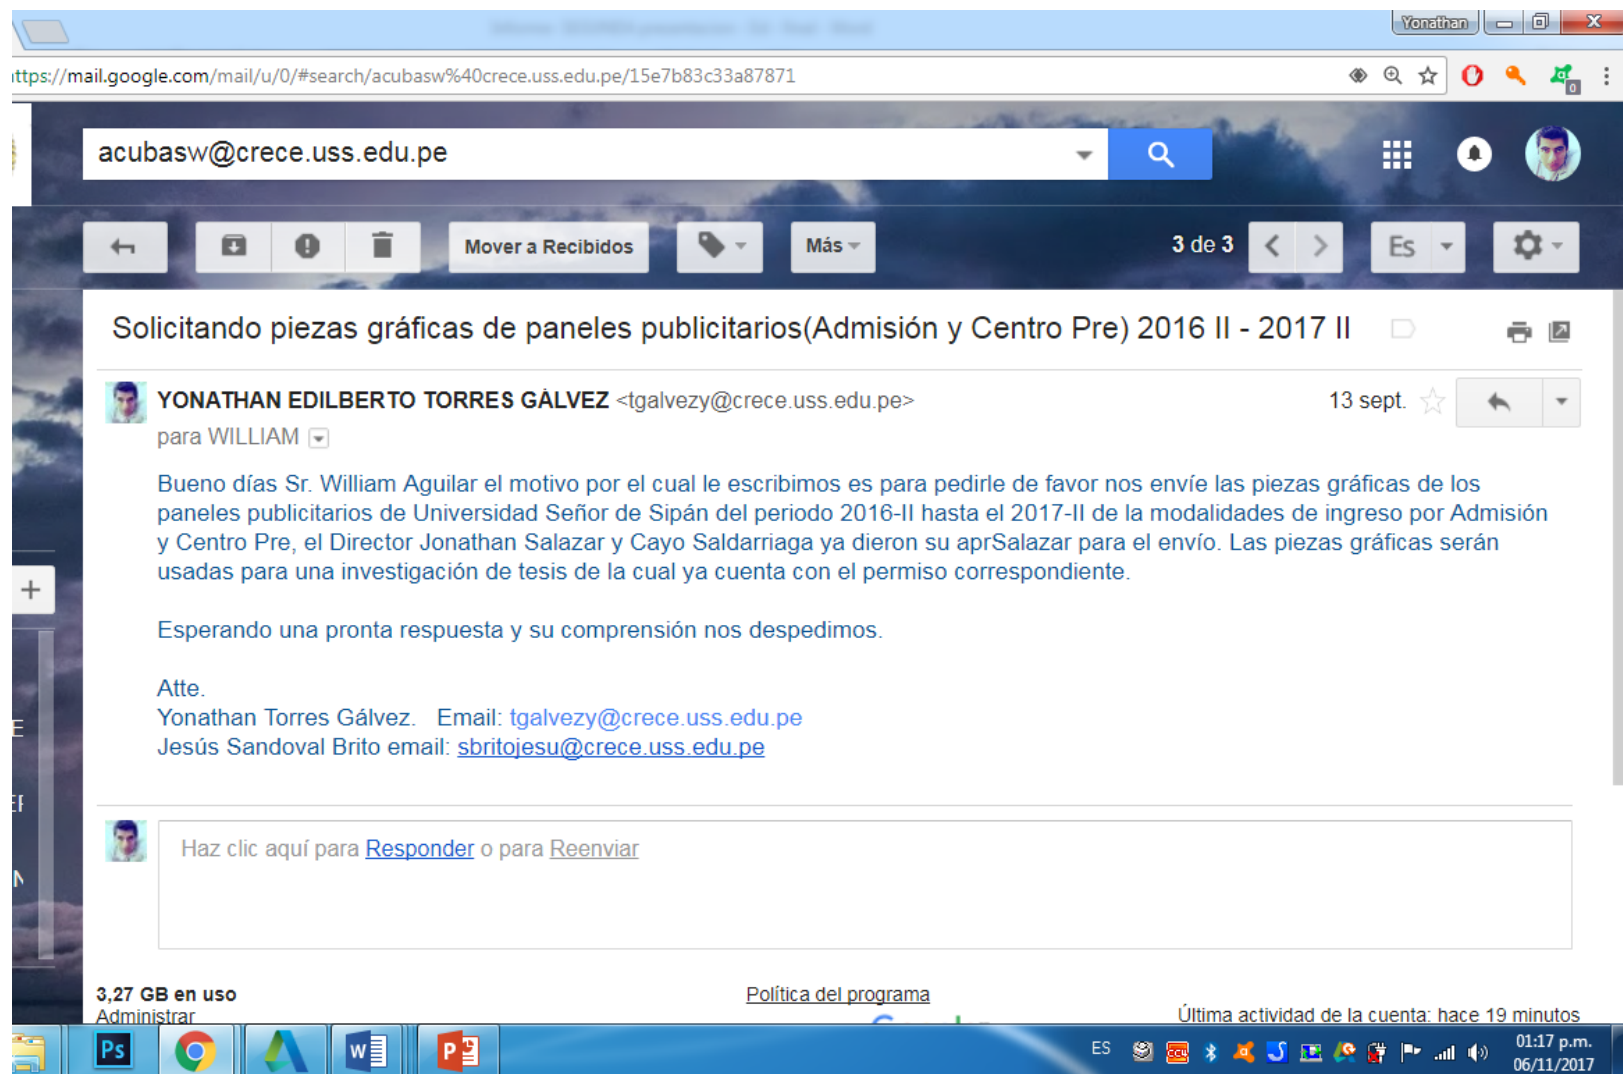 Yonathan
ttps://mail.google.com/mail/u/0/#search/acubasw%40crece.uss.edu.pe/15e7b83c33a87871
0
acubasw@crece.uss.edu.pe
Mover a Recibidos
Más
3 de 3
Es
Solicitando piezas gráficas de paneles publicitarios(Admisión y Centro Pre) 2016 II - 2017 II
YONATHAN EDILBERTO TORRES GÁLVEZ <tgalvezy@crece.uss.edu.pe>
13 sept.
para WILLIAM
Bueno días Sr. William Aguilar el motivo por el cual le escribimos es para pedirle de favor nos envíe las piezas gráficas de los
paneles publicitarios de Universidad Señor de Sipán del periodo 2016-II hasta el 2017-II de la modalidades de ingreso por Admisión
y Centro Pre, el Director Jonathan Salazar y Cayo Saldarriaga ya dieron su aprSalazar para el envío. Las piezas gráficas serán
usadas para una investigación de tesis de la cual ya cuenta con el permiso correspondiente.
Esperando una pronta respuesta y su comprensión nos despedimos.
Atte.
Yonathan Torres Gálvez. Email: tgalvezy@crece.uss.edu.pe
Jesús Sandoval Brito email: sbritojesu@crece.uss.edu.pe
Haz clic aquí para Responder o para Reenviar
3,27 GB en uso
Administrar
Política del programa
Última actividad de la cuenta: hace 19 minutos
Ps
ES
01:17 p.m.
06/11/2017